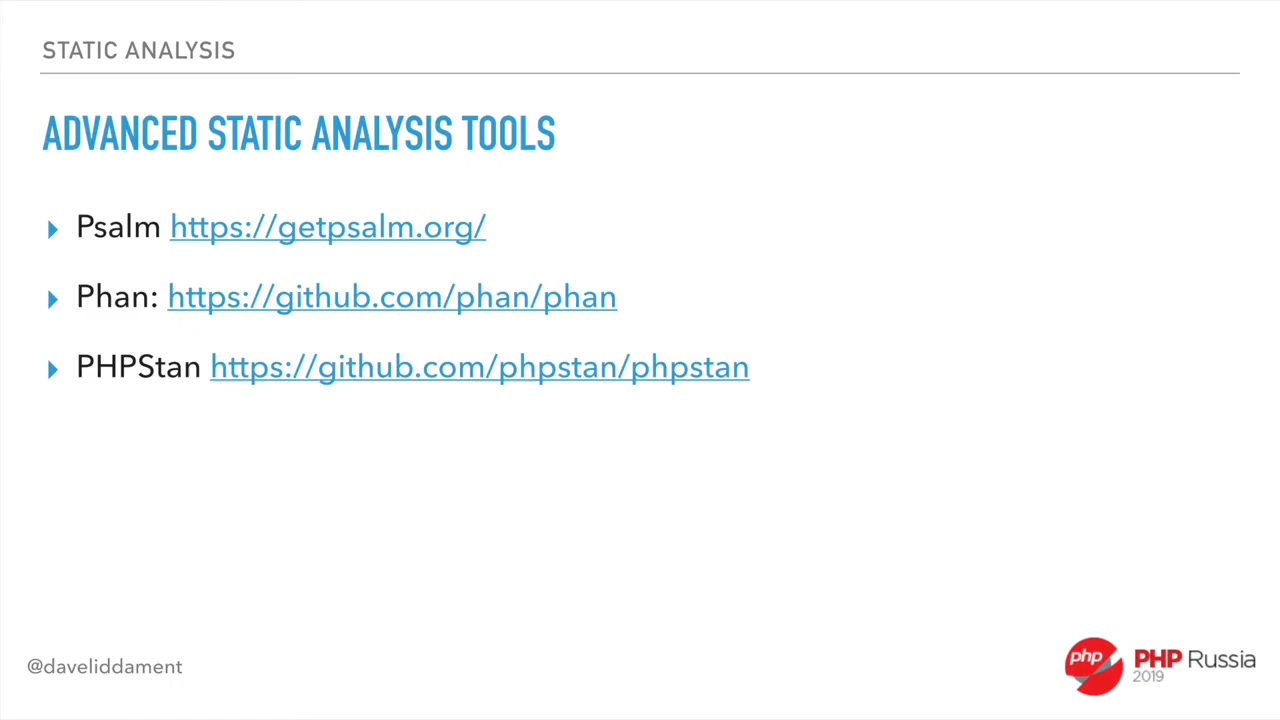 STATIC ANALYSIS
ADVANCED STATIC ANALYSIS TOOLS
Psalm https://getpsalm.org/
Phan: https://github.com/phan/phan
PHPStan https://github.com/phpstan/phpstan
@daveliddament
php PHP Russia
2019